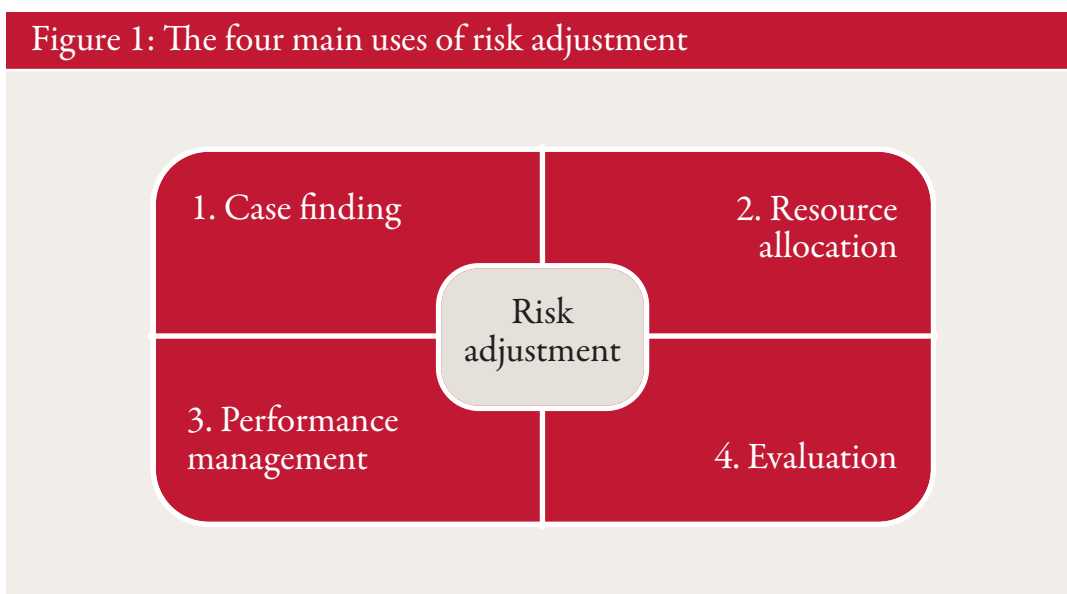 Figure 1: The four main uses of risk adjustment
1. Case finding
2. Resource
allocation
Risk
adjustment
3. Performance
management
4. Evaluation